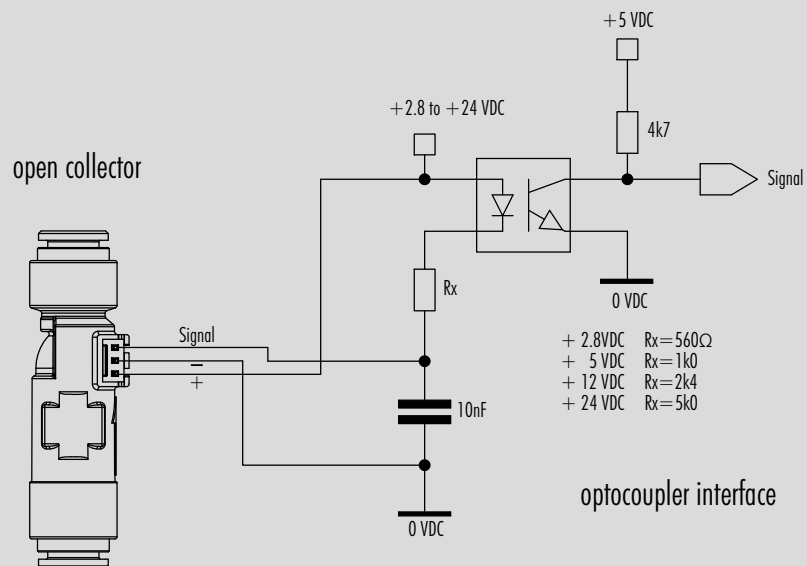 +5 VDC
+2.8 to +24 VDC
4k7
open collector
Signal
Rx
0 VDC
Signal
−
+
+ 2.8VDC Rx=560Ω
+ 5 VDC Rx=1k0
+ 12 VDC Rx=2k4
+ 24 VDC Rx=5k0
10nF
optocoupler interface
0 VDC